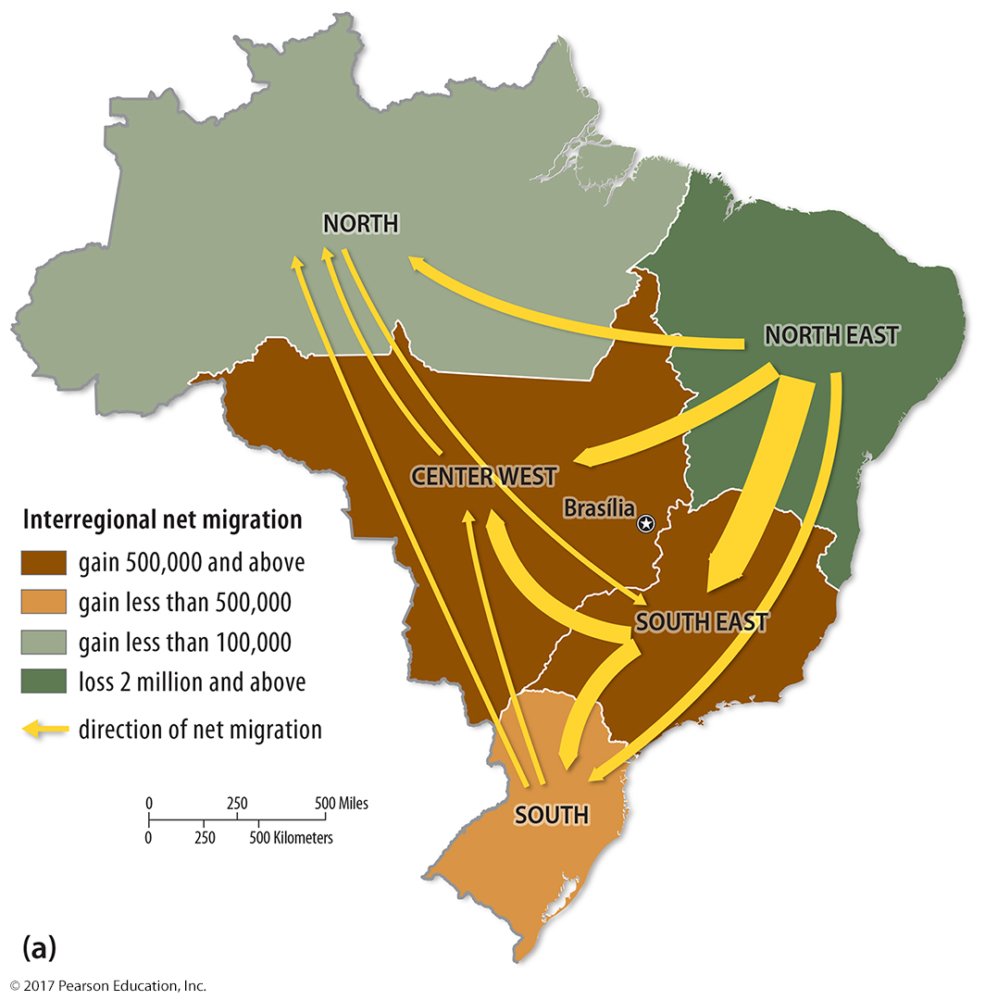 NORTH
NORTH EAST
CENTER WEST
Brasília
SOUTH EAST
SOUTH
Interregional net migration
gain 500,000 and above
gain less than 500,000
gain less than 100,000
loss 2 million and above
direction of net migration
0 250 500 Miles
0 250 500 Kilometers
(a)
© 2017 Pearson Education, Inc.